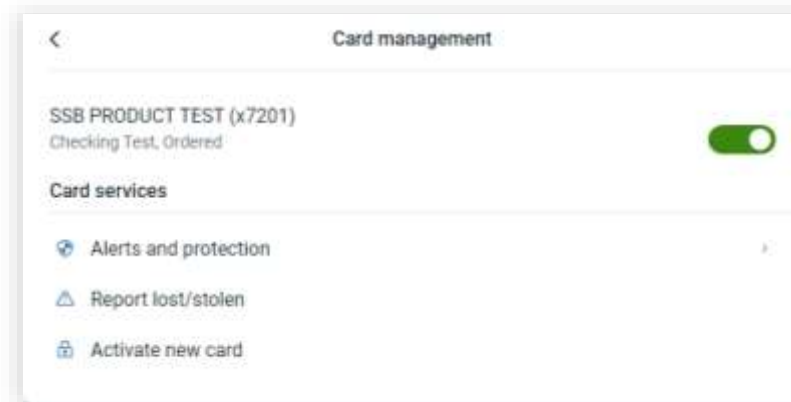 Card management
SSB PRODUCT TEST (x7201)
Checking Test, Ordered
Card services
Alerts and protection
Report lost/stolen
Activate new card